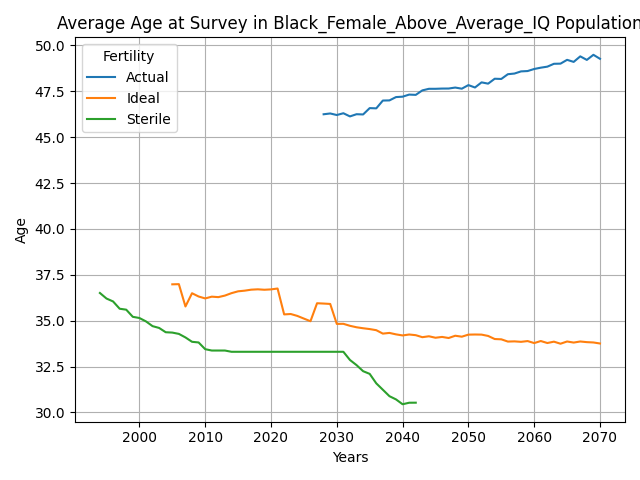 Average Age at Survey in Black_Female_Above_Average_IQ Population
Fertility
Actual
Ideal
Sterile
50.0
47.5
45.0
42.5
40.0
37.5
35.0
32.5
30.0
Age
2000 2010 2020 2030 2040 2050 2060 2070
Years